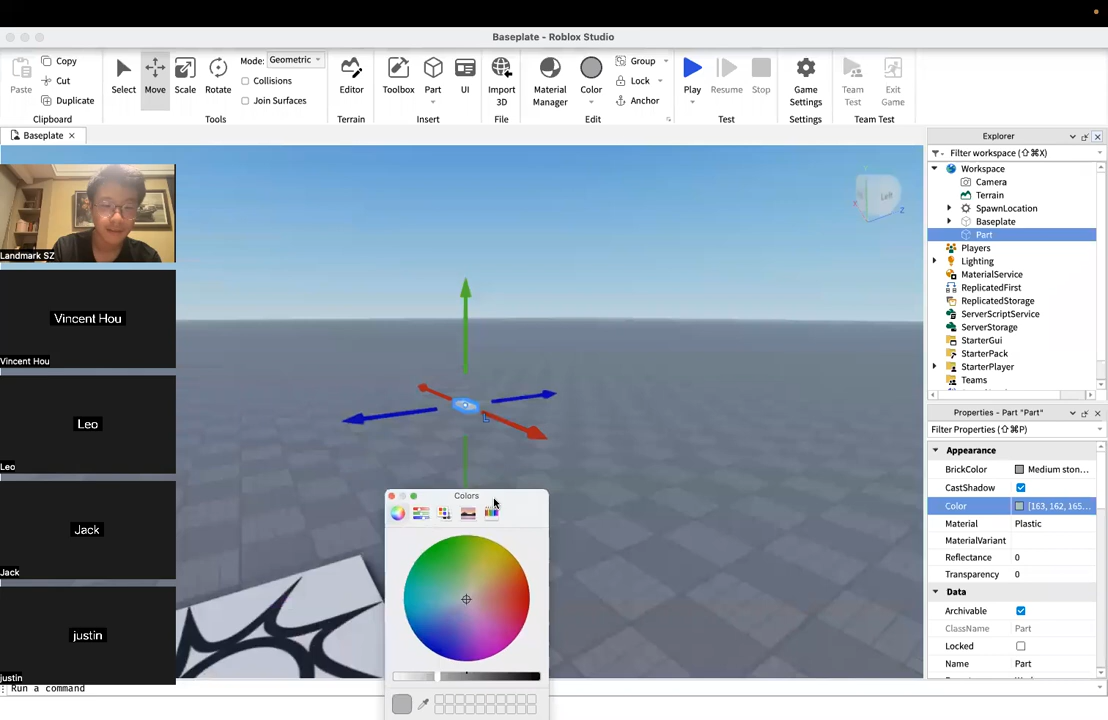 Baseplate - Roblox Studio
Paste
Copy
Cut
Duplicate
Clipboard
Select
Move
Scale
Rotate
Mode: Geometric
Collisions
Join Surfaces
Tools
Editor
Terrain
Toolbox
Part
UI
Insert
Import
3D
File
Material
Manager
Color
Group
Lock
Anchor
Edit
Play
Resume
Stop
Test
Game
Settings
Settings
Team
Test
Exit
Game
Team Test
Baseplate
Left
Z
Landmark SZ
Vincent Hou
Vincent Hou
Leo
Leo
Jack
Jack
justin
justin
Run a command
L
Colors
Explorer
Filter workspace (⇧⌘X)
Workspace
Camera
Terrain
SpawnLocation
Baseplate
Part
Players
Lighting
MaterialService
ReplicatedFirst
ReplicatedStorage
ServerScriptService
ServerStorage
StarterGui
StarterPack
StarterPlayer
Teams
Properties - Part "Part"
Filter Properties (⇧⌘P)
Appearance
BrickColor Medium ston...
CastShadow
Color [163, 162, 165...
Material Plastic
MaterialVariant
Reflectance 0
Transparency 0
Data
Archivable
ClassName Part
Locked
Name Part